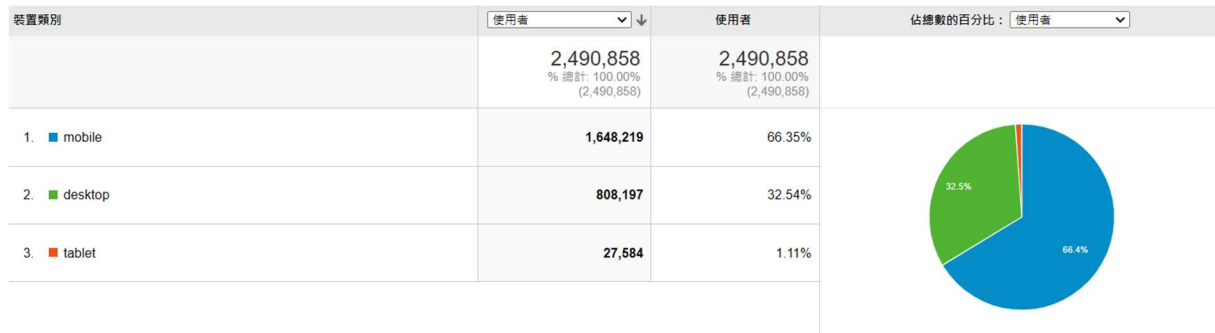 裝置類別 使用者 使用者 佔總數的百分比： 使用者
2,490,858 2,490,858
% 總計: 100.00% % 總計: 100.00%
(2,490,858) (2,490,858)
1. mobile 1,648,219 66.35%
2. desktop 808,197 32.54%
3. tablet 27,584 1.11%
32.5%
66.4%